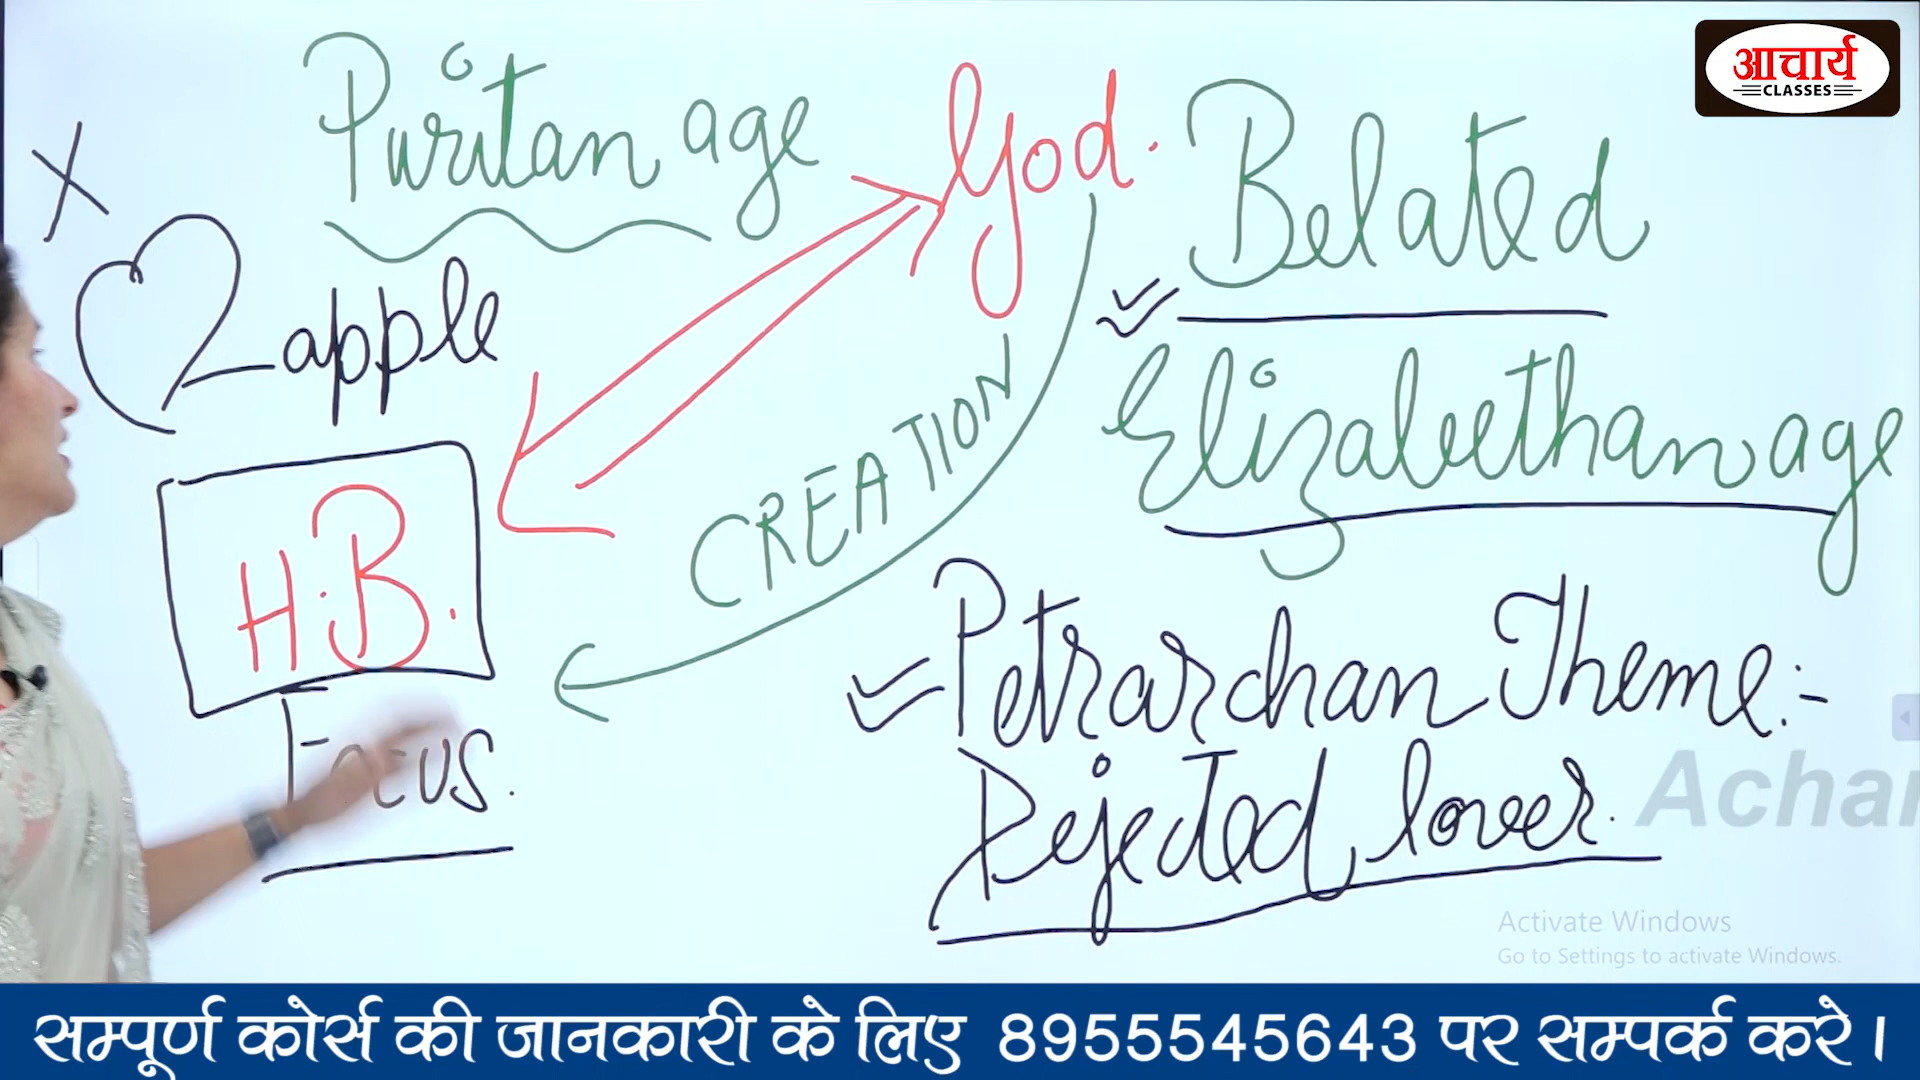 Puritan age
God.
Belated
Elizabethan age
X
2 apple
CREATION
H.B.
Focus.
Petrarchan Theme:-
Rejected lover.
आचार्य
CLASSES
Achar
Activate Windows
Go to Settings to activate Windows.
सम्पूर्ण कोर्स की जानकारी के लिए 8955545643 पर सम्पर्क करे।